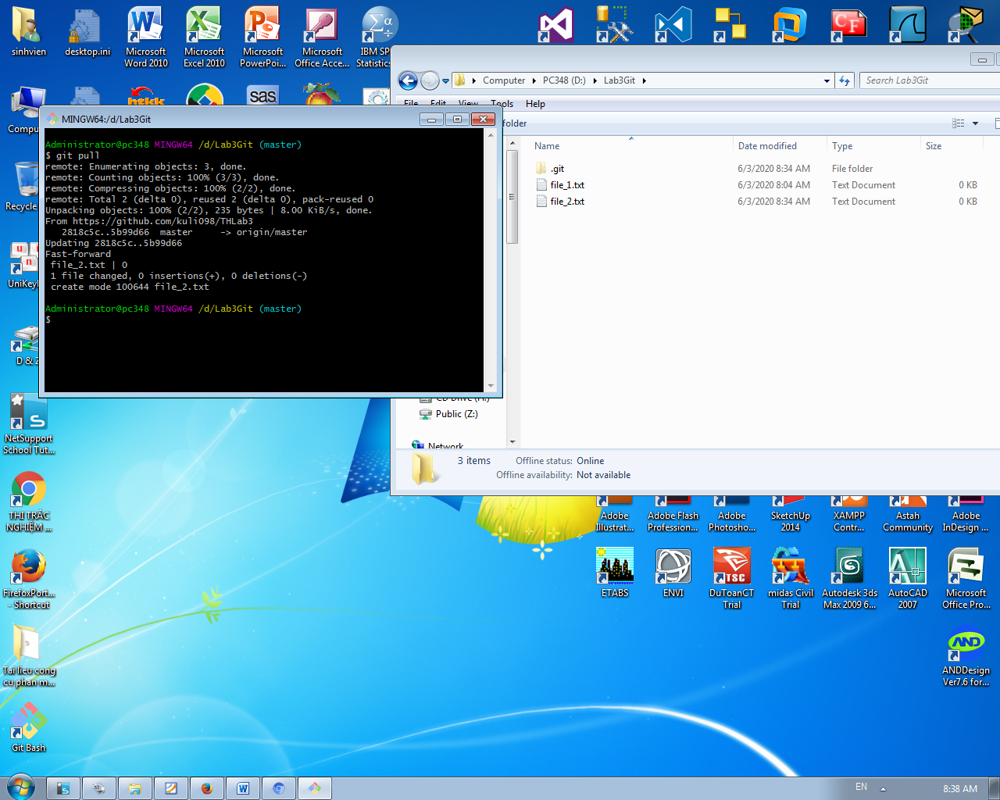 sinhvien
desktop.ini
Microsoft Word 2010
Microsoft Excel 2010
Microsoft PowerPoi...
Microsoft Office Acce...
IBM SP
Statistics
Compu
Recycle
UniKey
D & Z
NetSupport School Tut...
THI TRẮC NGHIỆM ...
FirefoxPort... - Shortcut
Tai lieu cong cu phan m...
Git Bash
MINGW64:/d/Lab3Git
Administrator@pc348 MINGW64 /d/Lab3Git (master)
$ git pull
remote: Enumerating objects: 3, done.
remote: Counting objects: 100% (3/3), done.
remote: Compressing objects: 100% (2/2), done.
remote: Total 2 (delta 0), reused 2 (delta 0), pack-reused 0
Unpacking objects: 100% (2/2), 235 bytes | 8.00 KiB/s, done.
From https://github.com/kuli098/THLab3
   2818c5c..5b99d66  master     -> origin/master
Updating 2818c5c..5b99d66
Fast-forward
 file_2.txt | 0
 1 file changed, 0 insertions(+), 0 deletions(-)
 create mode 100644 file_2.txt
Administrator@pc348 MINGW64 /d/Lab3Git (master)
$
Computer PC348 (D:) Lab3Git
Search Lab3Git
File Edit View Tools Help
folder
Name Date modified Type Size
.git 6/3/2020 8:34 AM File folder
file_1.txt 6/3/2020 8:04 AM Text Document 0 KB
file_2.txt 6/3/2020 8:34 AM Text Document 0 KB
CD Drive (H:)
Public (Z:)
Network
3 items Offline status: Online
Offline availability: Not available
Adobe Illustrat...
Adobe Flash Profession...
Adobe Photosho...
SketchUp 2014
XAMPP Contr...
Astah Community
Adobe InDesign ...
ETABS
ENVI
DuToanCT Trial
midas Civil Trial
Autodesk 3ds Max 2009 6...
AutoCAD 2007
Microsoft Office Pro...
ANDDesign Ver7.6 for...
EN
8:38 AM